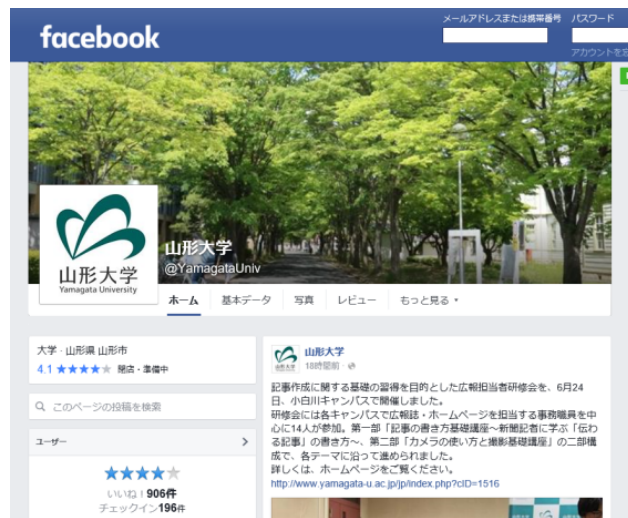 facebook
メールアドレスまたは携帯番号
パスワード
山形大学
Yamagata University
山形大学
@YamagataUniv
ホーム 基本データ 写真 レビュー もっと見る
大学 · 山形県 山形市
4.1 ★★★★★ 閉店・準備中
このページの投稿を検索
ユーザー
★★★★★
いいね！906件
チェックイン196件
山形大学
18時間前 ·
記事作成に関する基礎の習得を目的とした広報担当者研修会を、6月24
日、小白川キャンパスで開催しました。
研修会には各キャンパスで広報誌・ホームページを担当する事務職員を中
心に14人が参加。第一部「記事の書き方基礎講座～新聞記者に学ぶ「伝わ
る記事」の書き方～、第二部「カメラの使い方と撮影基礎講座」の二部構
成で、各テーマに沿って進められました。
詳しくは、ホームページをご覧ください。
http://www.yamagata-u.ac.jp/jp/index.php?cID=1516